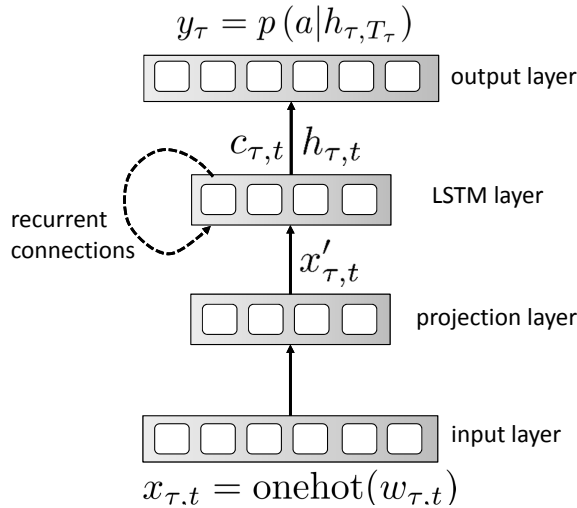 y_τ = p (a|h_{τ,T_τ})
output layer
c_{τ,t} h_{τ,t}
LSTM layer
recurrent
connections
x'_{τ,t}
projection layer
input layer
x_{τ,t} = onehot(w_{τ,t})